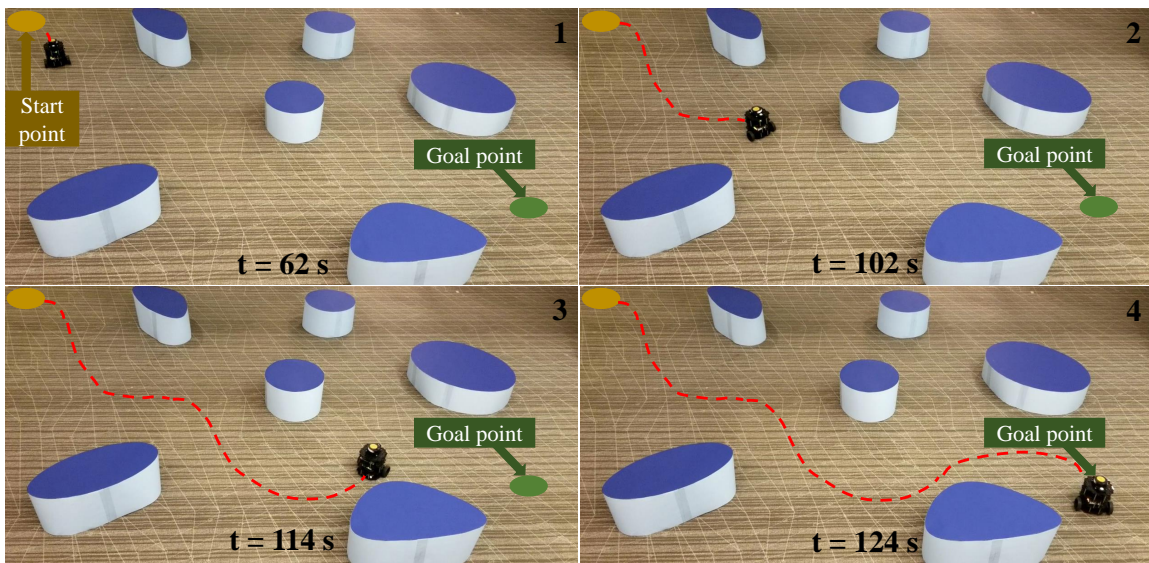 1
Start
point
Goal point
t = 62 s
2
Goal point
t = 102 s
3
Goal point
t = 114 s
4
Goal point
t = 124 s